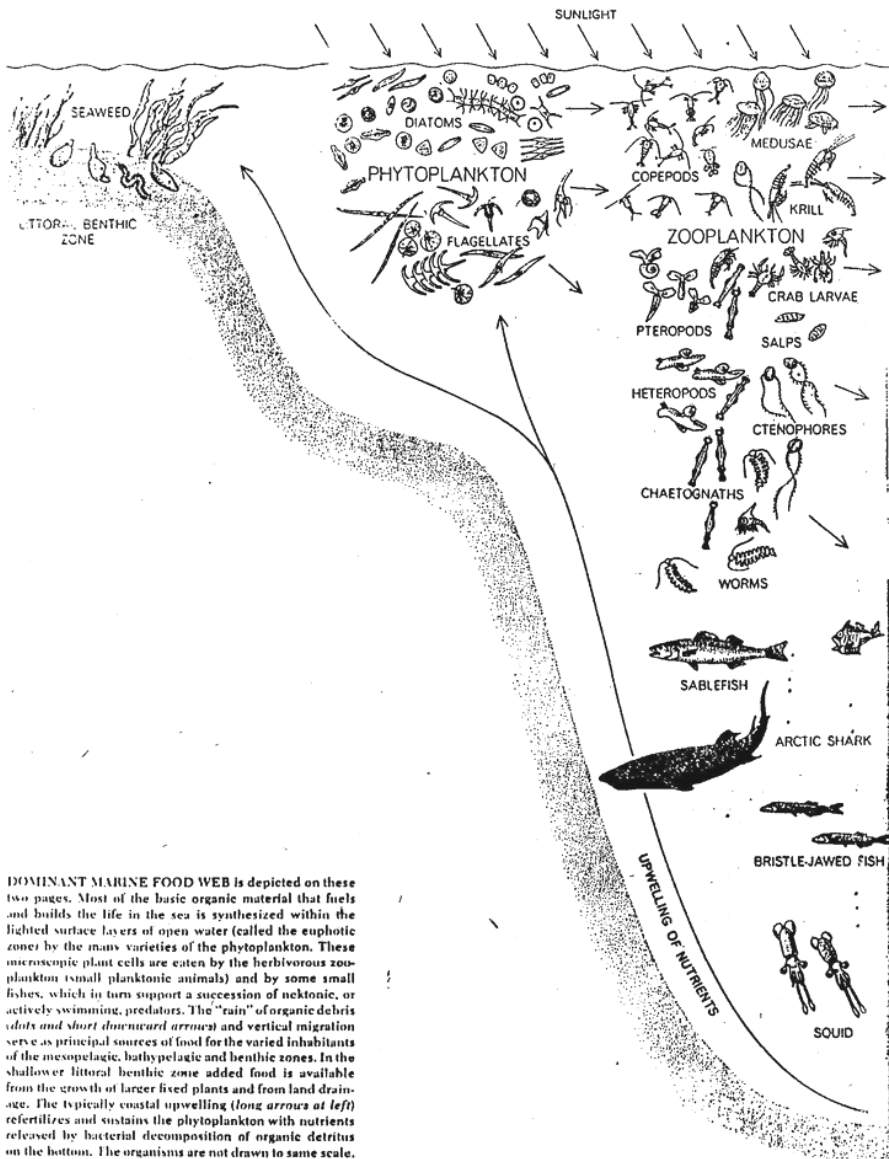 SUNLIGHT
SEAWEED
DIATOMS
MEDUSAE
PHYTOPLANKTON
COPEPODS
KRILL
LITTORAL BENTHIC
ZONE
FLAGELLATES
ZOOPLANKTON
CRAB LARVAE
PTEROPODS
SALPS
HETEROPODS
CTENOPHORES
CHAETOGNATHS
WORMS
SABLEFISH
ARCTIC SHARK
BRISTLE-JAWED FISH
UPWELLING OF NUTRIENTS
SQUID
DOMINANT MARINE FOOD WEB is depicted on these
two pages. Most of the basic organic material that fuels
and builds the life in the sea is synthesized within the
lighted surface layers of open water (called the euphotic
zone) by the many varieties of the phytoplankton. These
microscopic plant cells are eaten by the herbivorous zoo-
plankton (small planktonic animals) and by some small
fishes, which in turn support a succession of nektonic, or
actively swimming, predators. The "rain" of organic debris
(dots and short downward arrows) and vertical migration
serve as principal sources of food for the varied inhabitants
of the mesopelagic, bathypelagic and benthic zones. In the
shallower littoral benthic zone added food is available
from the growth of larger fixed plants and from land drain-
age. The typically coastal upwelling (long arrows at left)
refertilizes and sustains the phytoplankton with nutrients
released by bacterial decomposition of organic detritus
on the bottom. The organisms are not drawn to same scale.